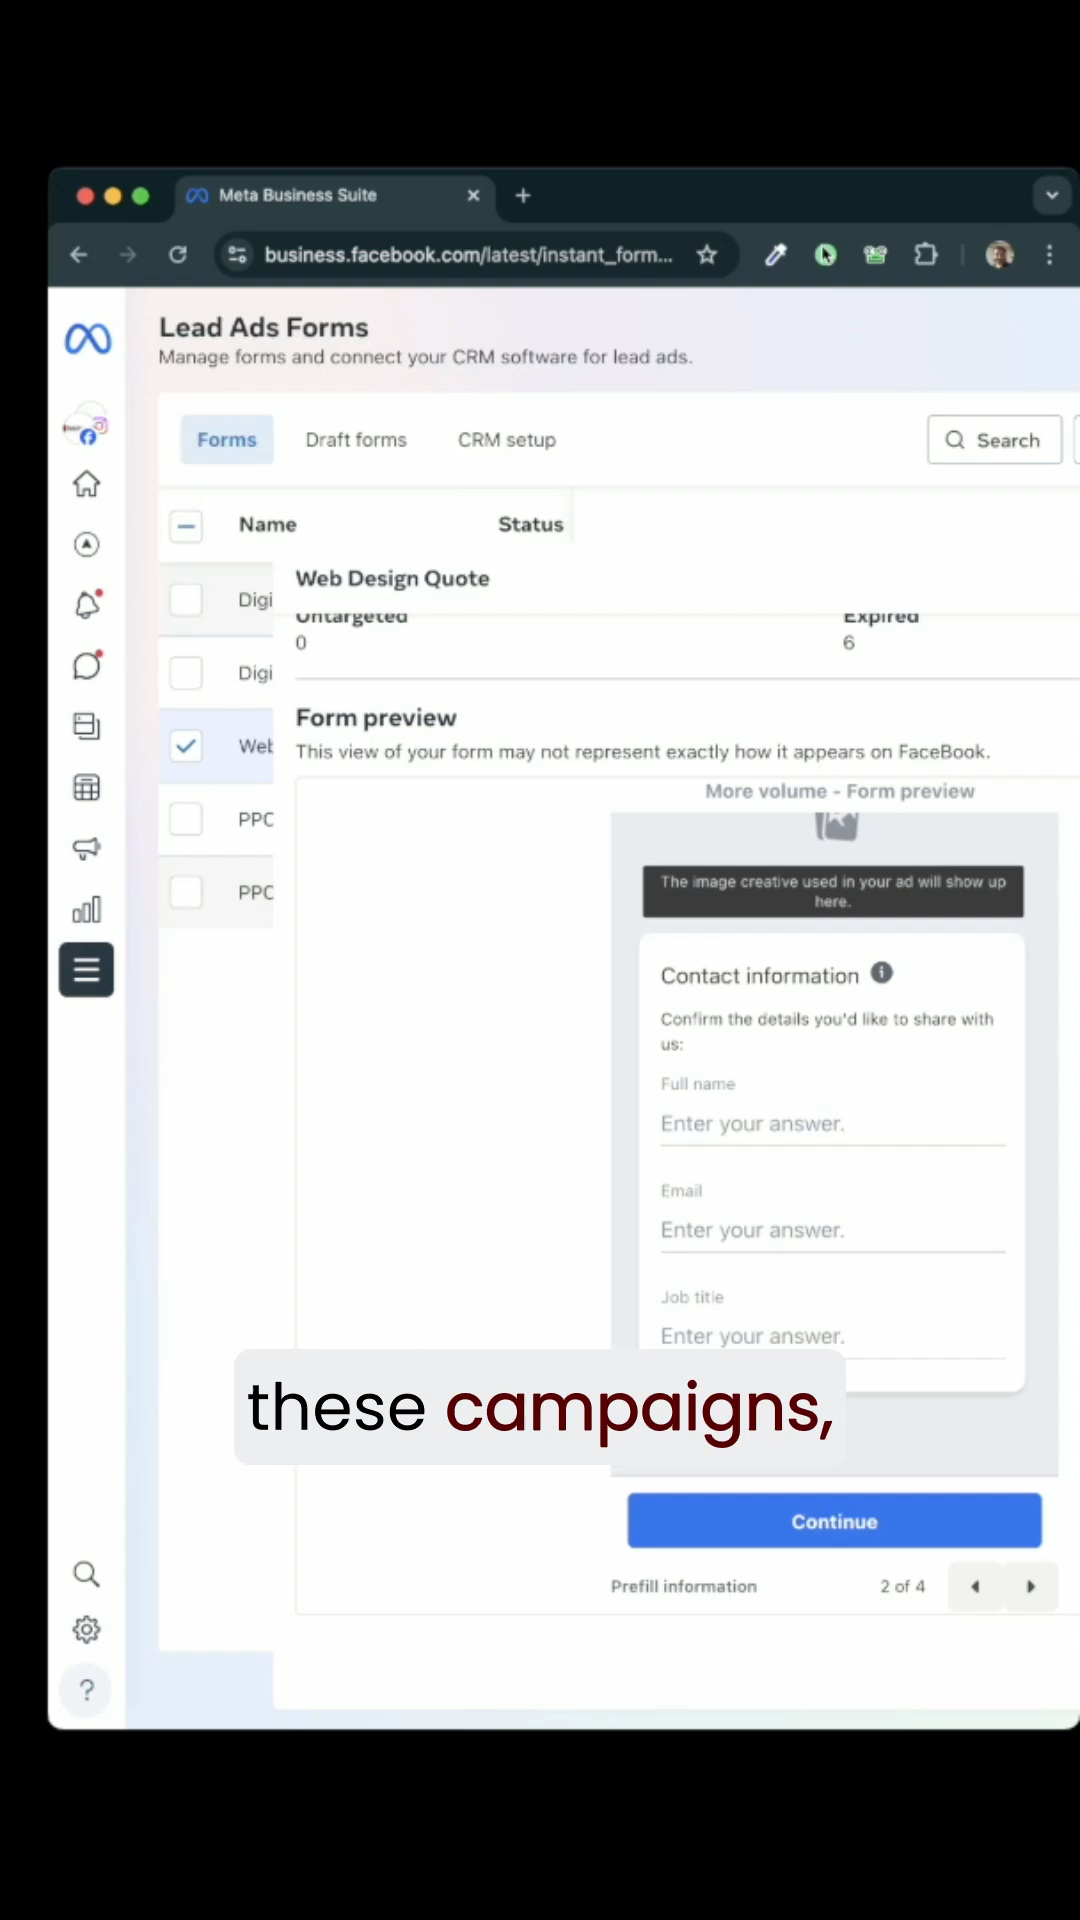 Meta Business Suite
business.facebook.com/latest/instant_form...
Lead Ads Forms
Manage forms and connect your CRM software for lead ads.
Forms
Draft forms
CRM setup
Search
Name
Status
Digi
Digi
Web
PPC
PPC
Web Design Quote
Untargeted
Expired
0
6
Form preview
This view of your form may not represent exactly how it appears on FaceBook.
More volume - Form preview
The image creative used in your ad will show up
here.
Contact information
Confirm the details you'd like to share with
us:
Full name
Enter your answer.
Email
Enter your answer.
Job title
Enter your answer.
these campaigns,
Continue
Prefill information
2 of 4